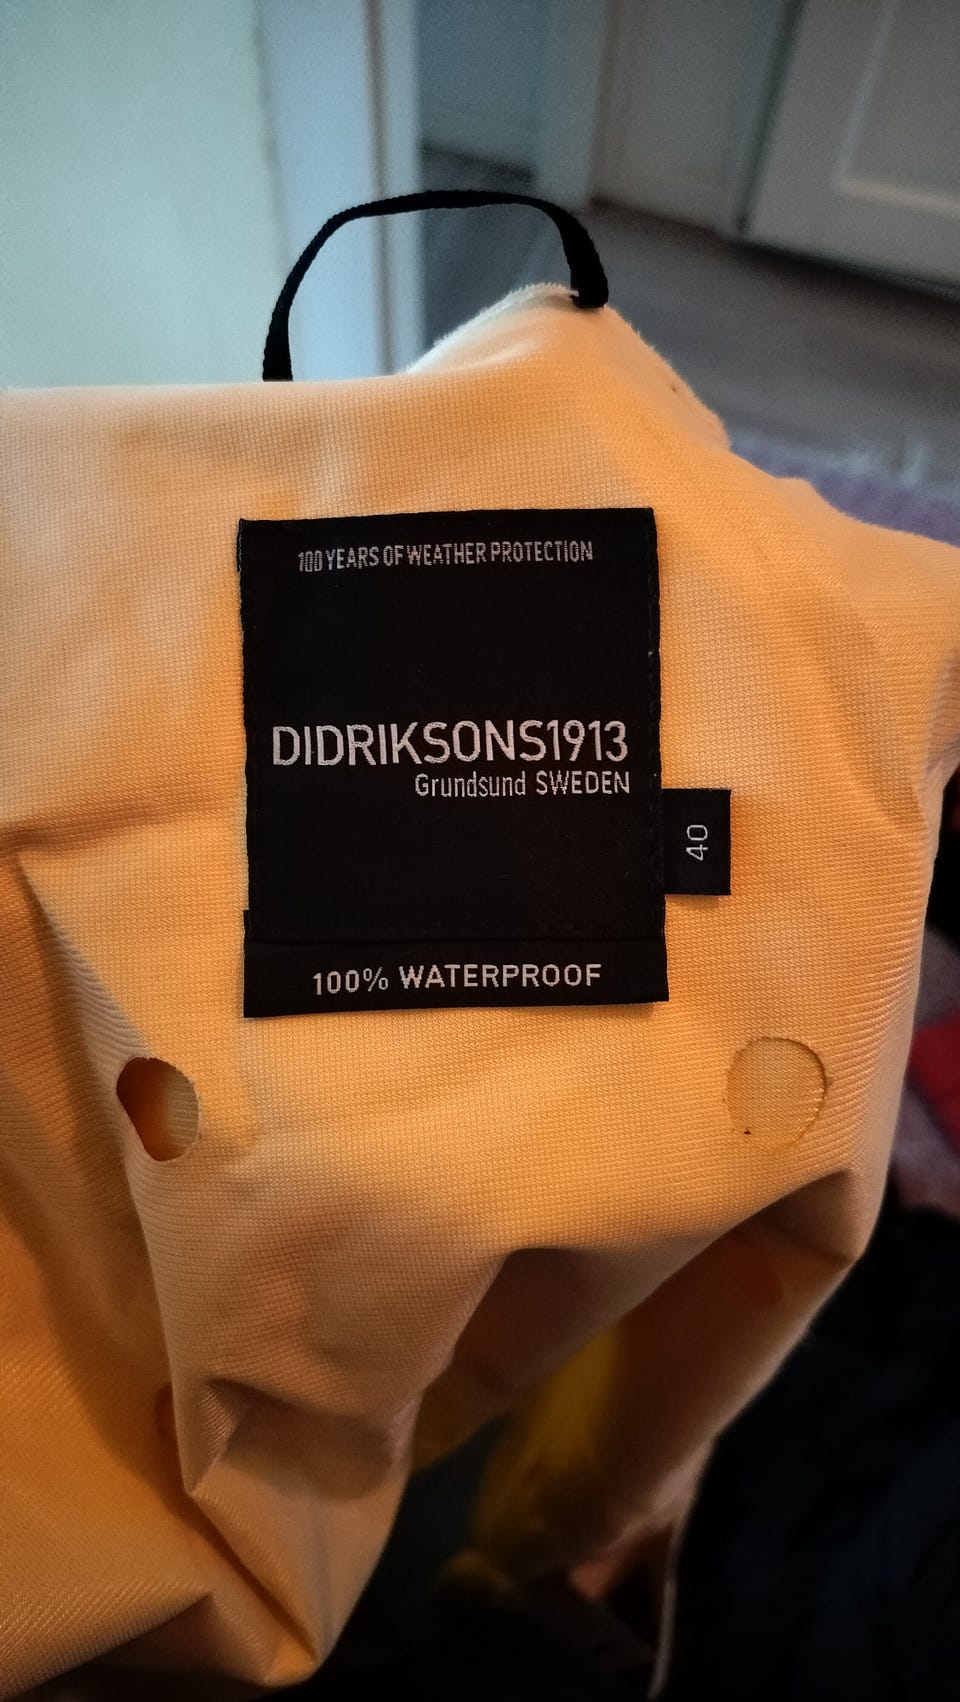 100 YEARS OF WEATHER PROTECTION
DIDRIKSONS1913
Grundsund SWEDEN
40
100% WATERPROOF